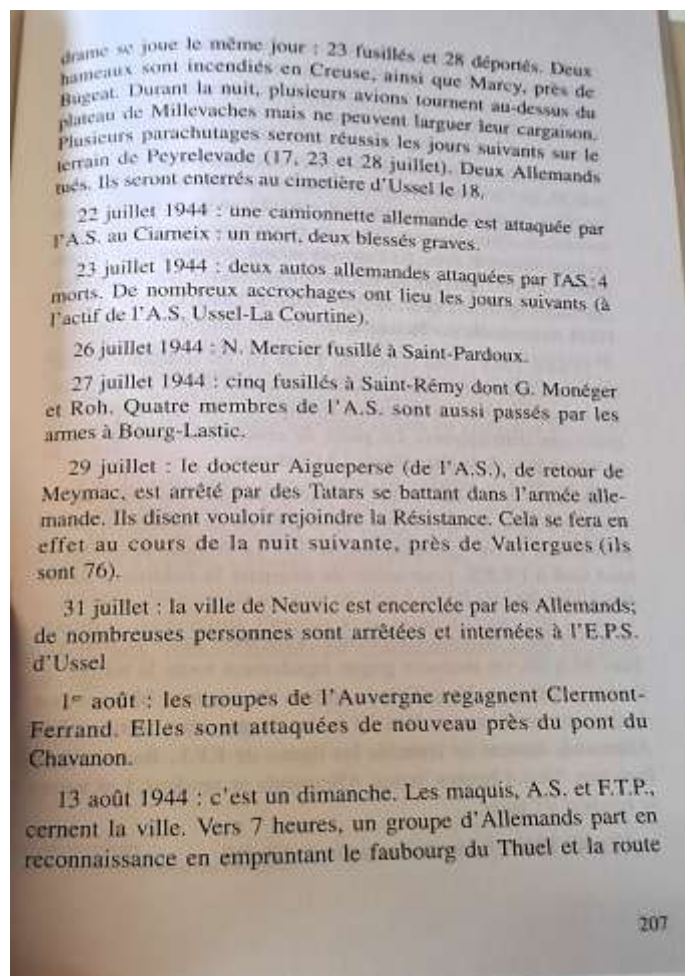 drame se joue le même jour : 23 fusillés et 28 déportés. Deux
hameaux sont incendiés en Creuse, ainsi que Marcy, près de
Bugeat. Durant la nuit, plusieurs avions tournent au-dessus du
plateau de Millevaches mais ne peuvent larguer leur cargaison.
Plusieurs parachutages seront réussis les jours suivants sur le
terrain de Peyrelevade (17, 23 et 28 juillet). Deux Allemands
tués. Ils seront enterrés au cimetière d'Ussel le 18.
22 juillet 1944 : une camionnette allemande est attaquée par
l'A.S. au Ciarneix : un mort, deux blessés graves.
23 juillet 1944 : deux autos allemandes attaquées par l'A.S. : 4
morts. De nombreux accrochages ont lieu les jours suivants (à
l'actif de l'A.S. Ussel-La Courtine).
26 juillet 1944 : N. Mercier fusillé à Saint-Pardoux.
27 juillet 1944 : cinq fusillés à Saint-Rémy dont G. Monéger
et Roh. Quatre membres de l'A.S. sont aussi passés par les
armes à Bourg-Lastic.
29 juillet : le docteur Aigueperse (de l'A.S.), de retour de
Meymac, est arrêté par des Tatars se battant dans l'armée alle-
mande. Ils disent vouloir rejoindre la Résistance. Cela se fera en
effet au cours de la nuit suivante, près de Valiergues (ils
sont 76).
31 juillet : la ville de Neuvic est encerclée par les Allemands;
de nombreuses personnes sont arrêtées et internées à l'E.P.S.
d'Ussel
1er août : les troupes de l'Auvergne regagnent Clermont-
Ferrand. Elles sont attaquées de nouveau près du pont du
Chavanon.
13 août 1944 : c'est un dimanche. Les maquis, A.S. et F.T.P.,
cernent la ville. Vers 7 heures, un groupe d'Allemands part en
reconnaissance en empruntant le faubourg du Thuel et la route
207